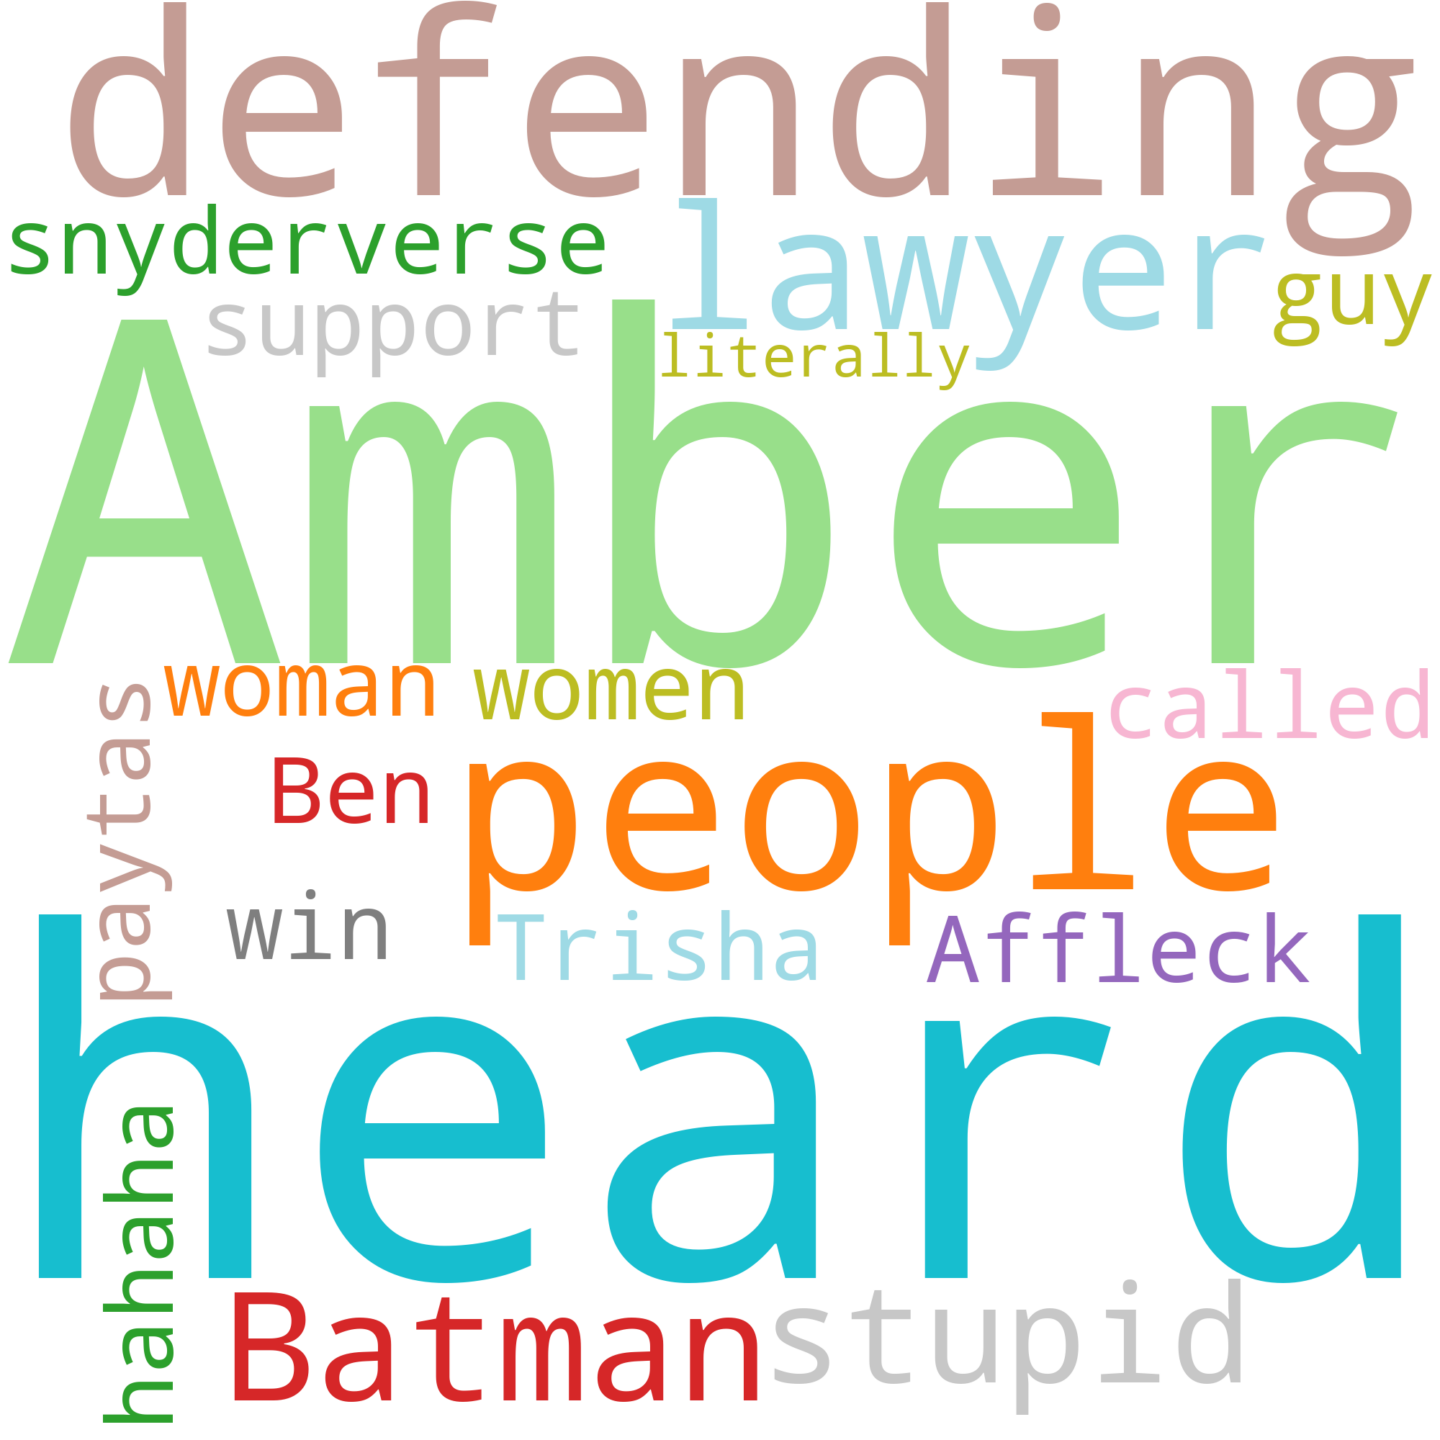 defending
snyderverse
lawyer
guy
support
literally
Amber
woman
women
called
paytas
Ben
people
win
Trisha
Affleck
heard
hahaha
Batman
stupid